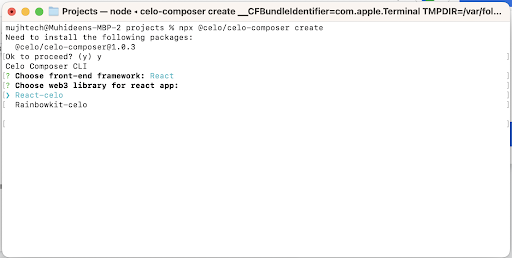 Projects — node • celo-composer create __CFBundleIdentifier=com.apple.Terminal TMPDIR=/var/fol...
mujhtech@Muhideens-MBP-2 projects % npx @celo/celo-composer create
Need to install the following packages:
  @celo/celo-composer@1.0.3
Ok to proceed? (y) y
Celo Composer CLI
? Choose front-end framework: React
? Choose web3 library for react app:
❯ React-celo
  Rainbowkit-celo